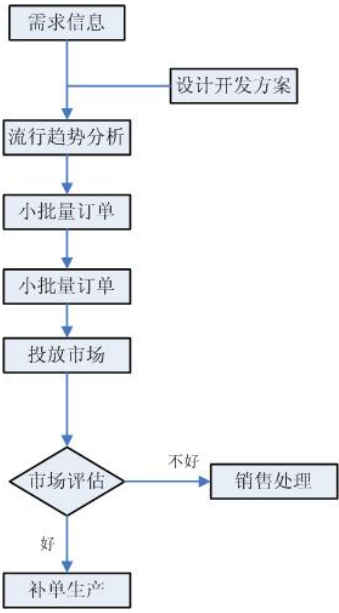 需求信息
设计开发方案
流行趋势分析
小批量订单
小批量订单
投放市场
市场评估
不好
销售处理
好
补单生产